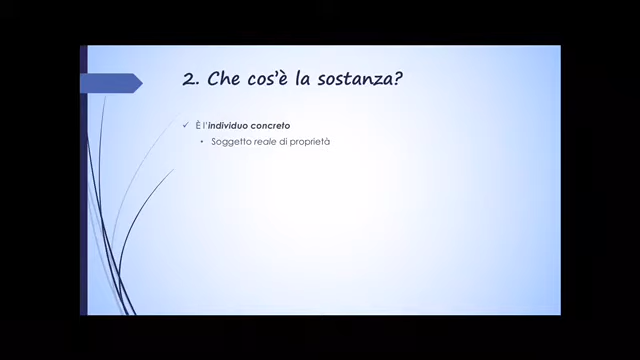 2. Che cos'è la sostanza?
✓ È l'individuo concreto
• Soggetto reale di proprietà